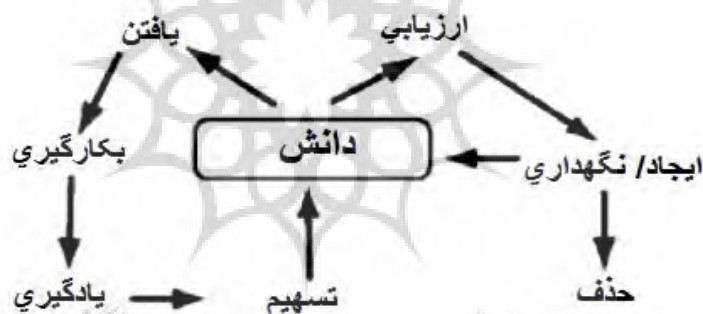 ارزيابي يافتن
دانش
ايجاد/ نگهداري بكارگيري
حذف تسهيم يادگيري